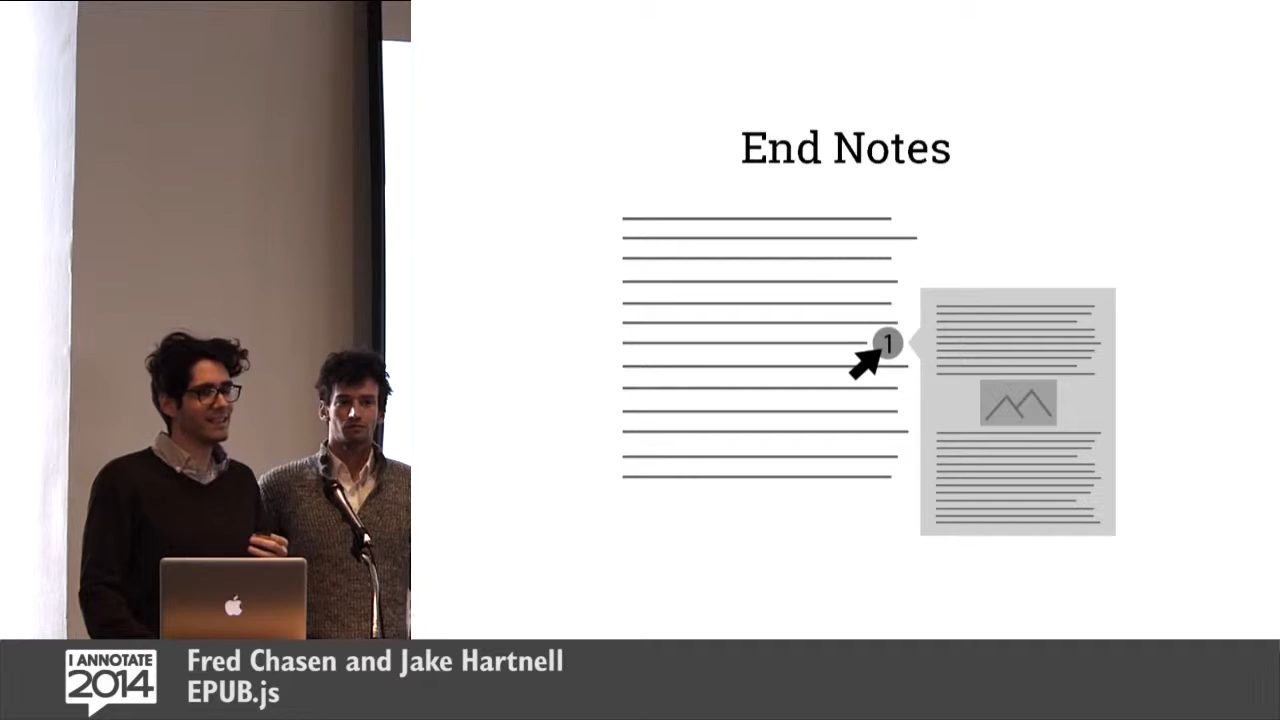 End Notes
1
I ANNOTATE
2014
Fred Chasen and Jake Hartnell
EPUB.js